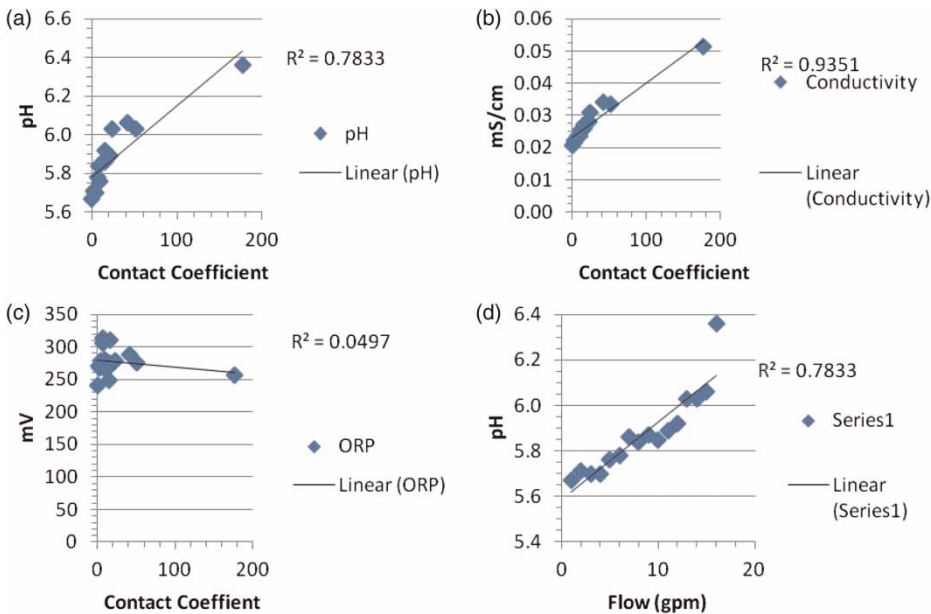 (a)
6.6
6.4
6.2
6.0
5.8
5.6
pH
0 100 200
Contact Coefficient
R² = 0.7833
pH
Linear (pH)
(b)
0.06
0.05
0.04
0.03
0.02
0.01
0.00
mS/cm
0 100 200
Contact Coefficient
R² = 0.9351
Conductivity
Linear
(Conductivity)
(c)
350
300
250
200
150
100
50
0
mV
0 100 200
Contact Coeffient
R² = 0.0497
ORP
Linear (ORP)
(d)
6.4
6.2
6.0
5.8
5.6
5.4
pH
0 10 20
Flow (gpm)
R² = 0.7833
Series1
Linear
(Series1)